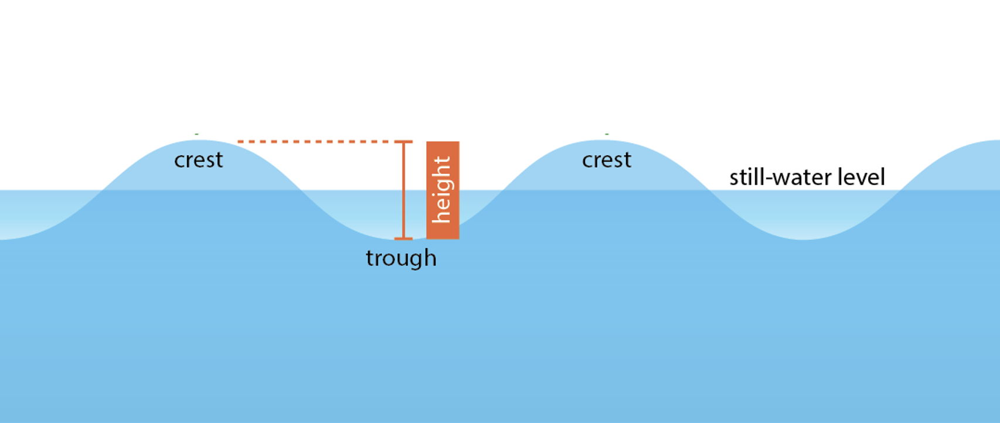 crest
height
crest
still-water level
trough